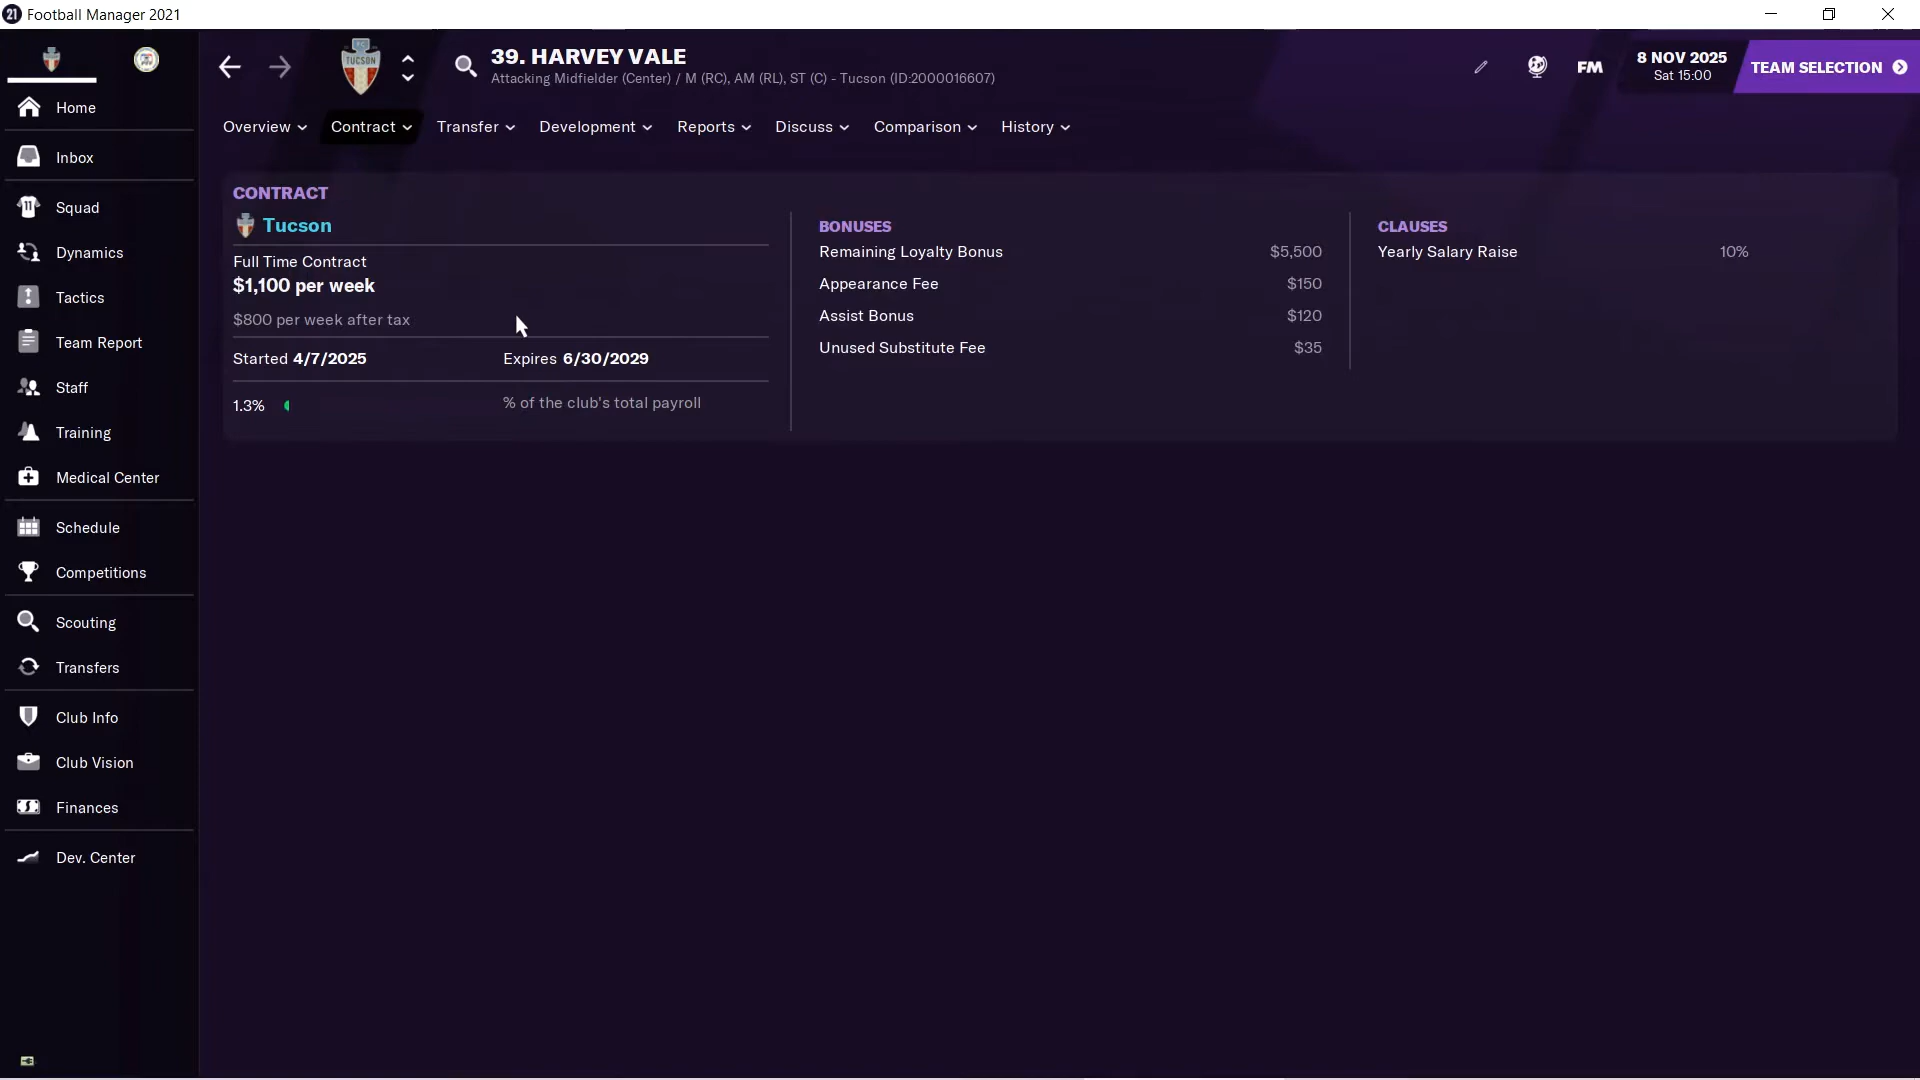 21 Football Manager 2021
39. HARVEY VALE
Attacking Midfielder (Center) / M (RC), AM (RL), ST (C) - Tucson (ID:2000016607)
FM
8 NOV 2025
Sat 15:00
TEAM SELECTION
TUCSON
Overview
Contract
Transfer
Development
Reports
Discuss
Comparison
History
Home
Inbox
Squad
Dynamics
Tactics
Team Report
Staff
Training
Medical Center
Schedule
Competitions
Scouting
Transfers
Club Info
Club Vision
Finances
Dev. Center
CONTRACT
Tucson
Full Time Contract
$1,100 per week
$800 per week after tax
Started 4/7/2025
Expires 6/30/2029
1.3%
% of the club's total payroll
BONUSES
Remaining Loyalty Bonus $5,500
Appearance Fee $150
Assist Bonus $120
Unused Substitute Fee $35
CLAUSES
Yearly Salary Raise 10%